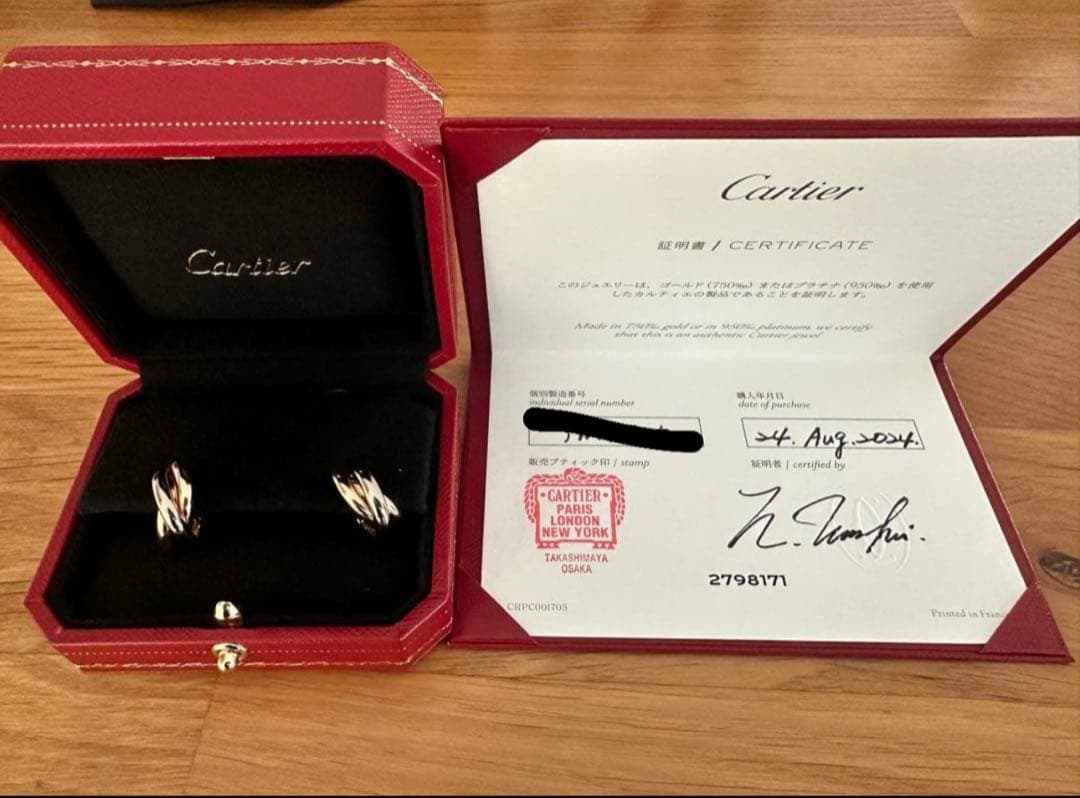 Cartier
Cartier
証明書 / CERTIFICATE
このジュエリーは、ゴールド(750‰)またはプラチナ(950‰)を使用
したカルティエの製品であることを証明します。
Made in 750‰ gold or in 950‰ platinum, we certify
that this is an authentic Cartier jewel
個別製造番号
individual serial number
購入年月日
date of purchase
24. Aug. 2024.
販売ブティック印 / stamp
証明者 / certified by
CARTIER
PARIS
LONDON
NEW YORK
TAKASHIMAYA
OSAKA
2798171
CRPC001705
Printed in Franc